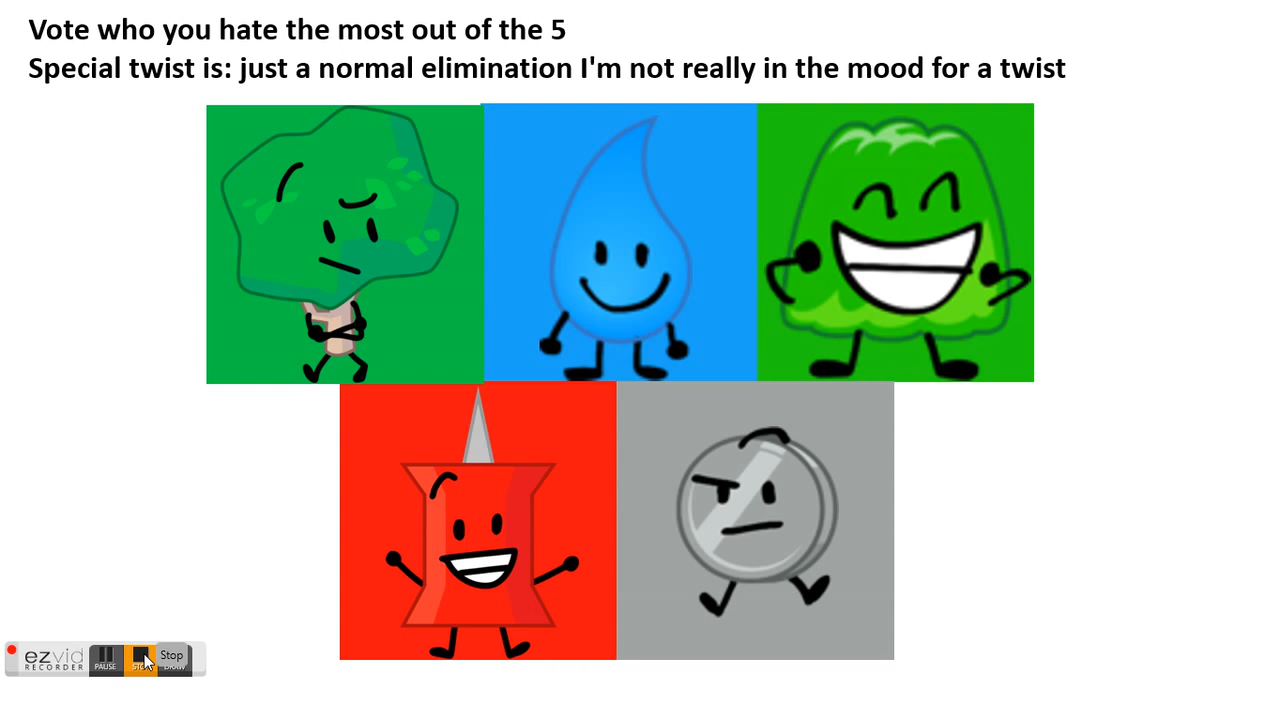 Vote who you hate the most out of the 5
Special twist is: just a normal elimination I'm not really in the mood for a twist
ezvid
RECORDER
PAUSE
Stop